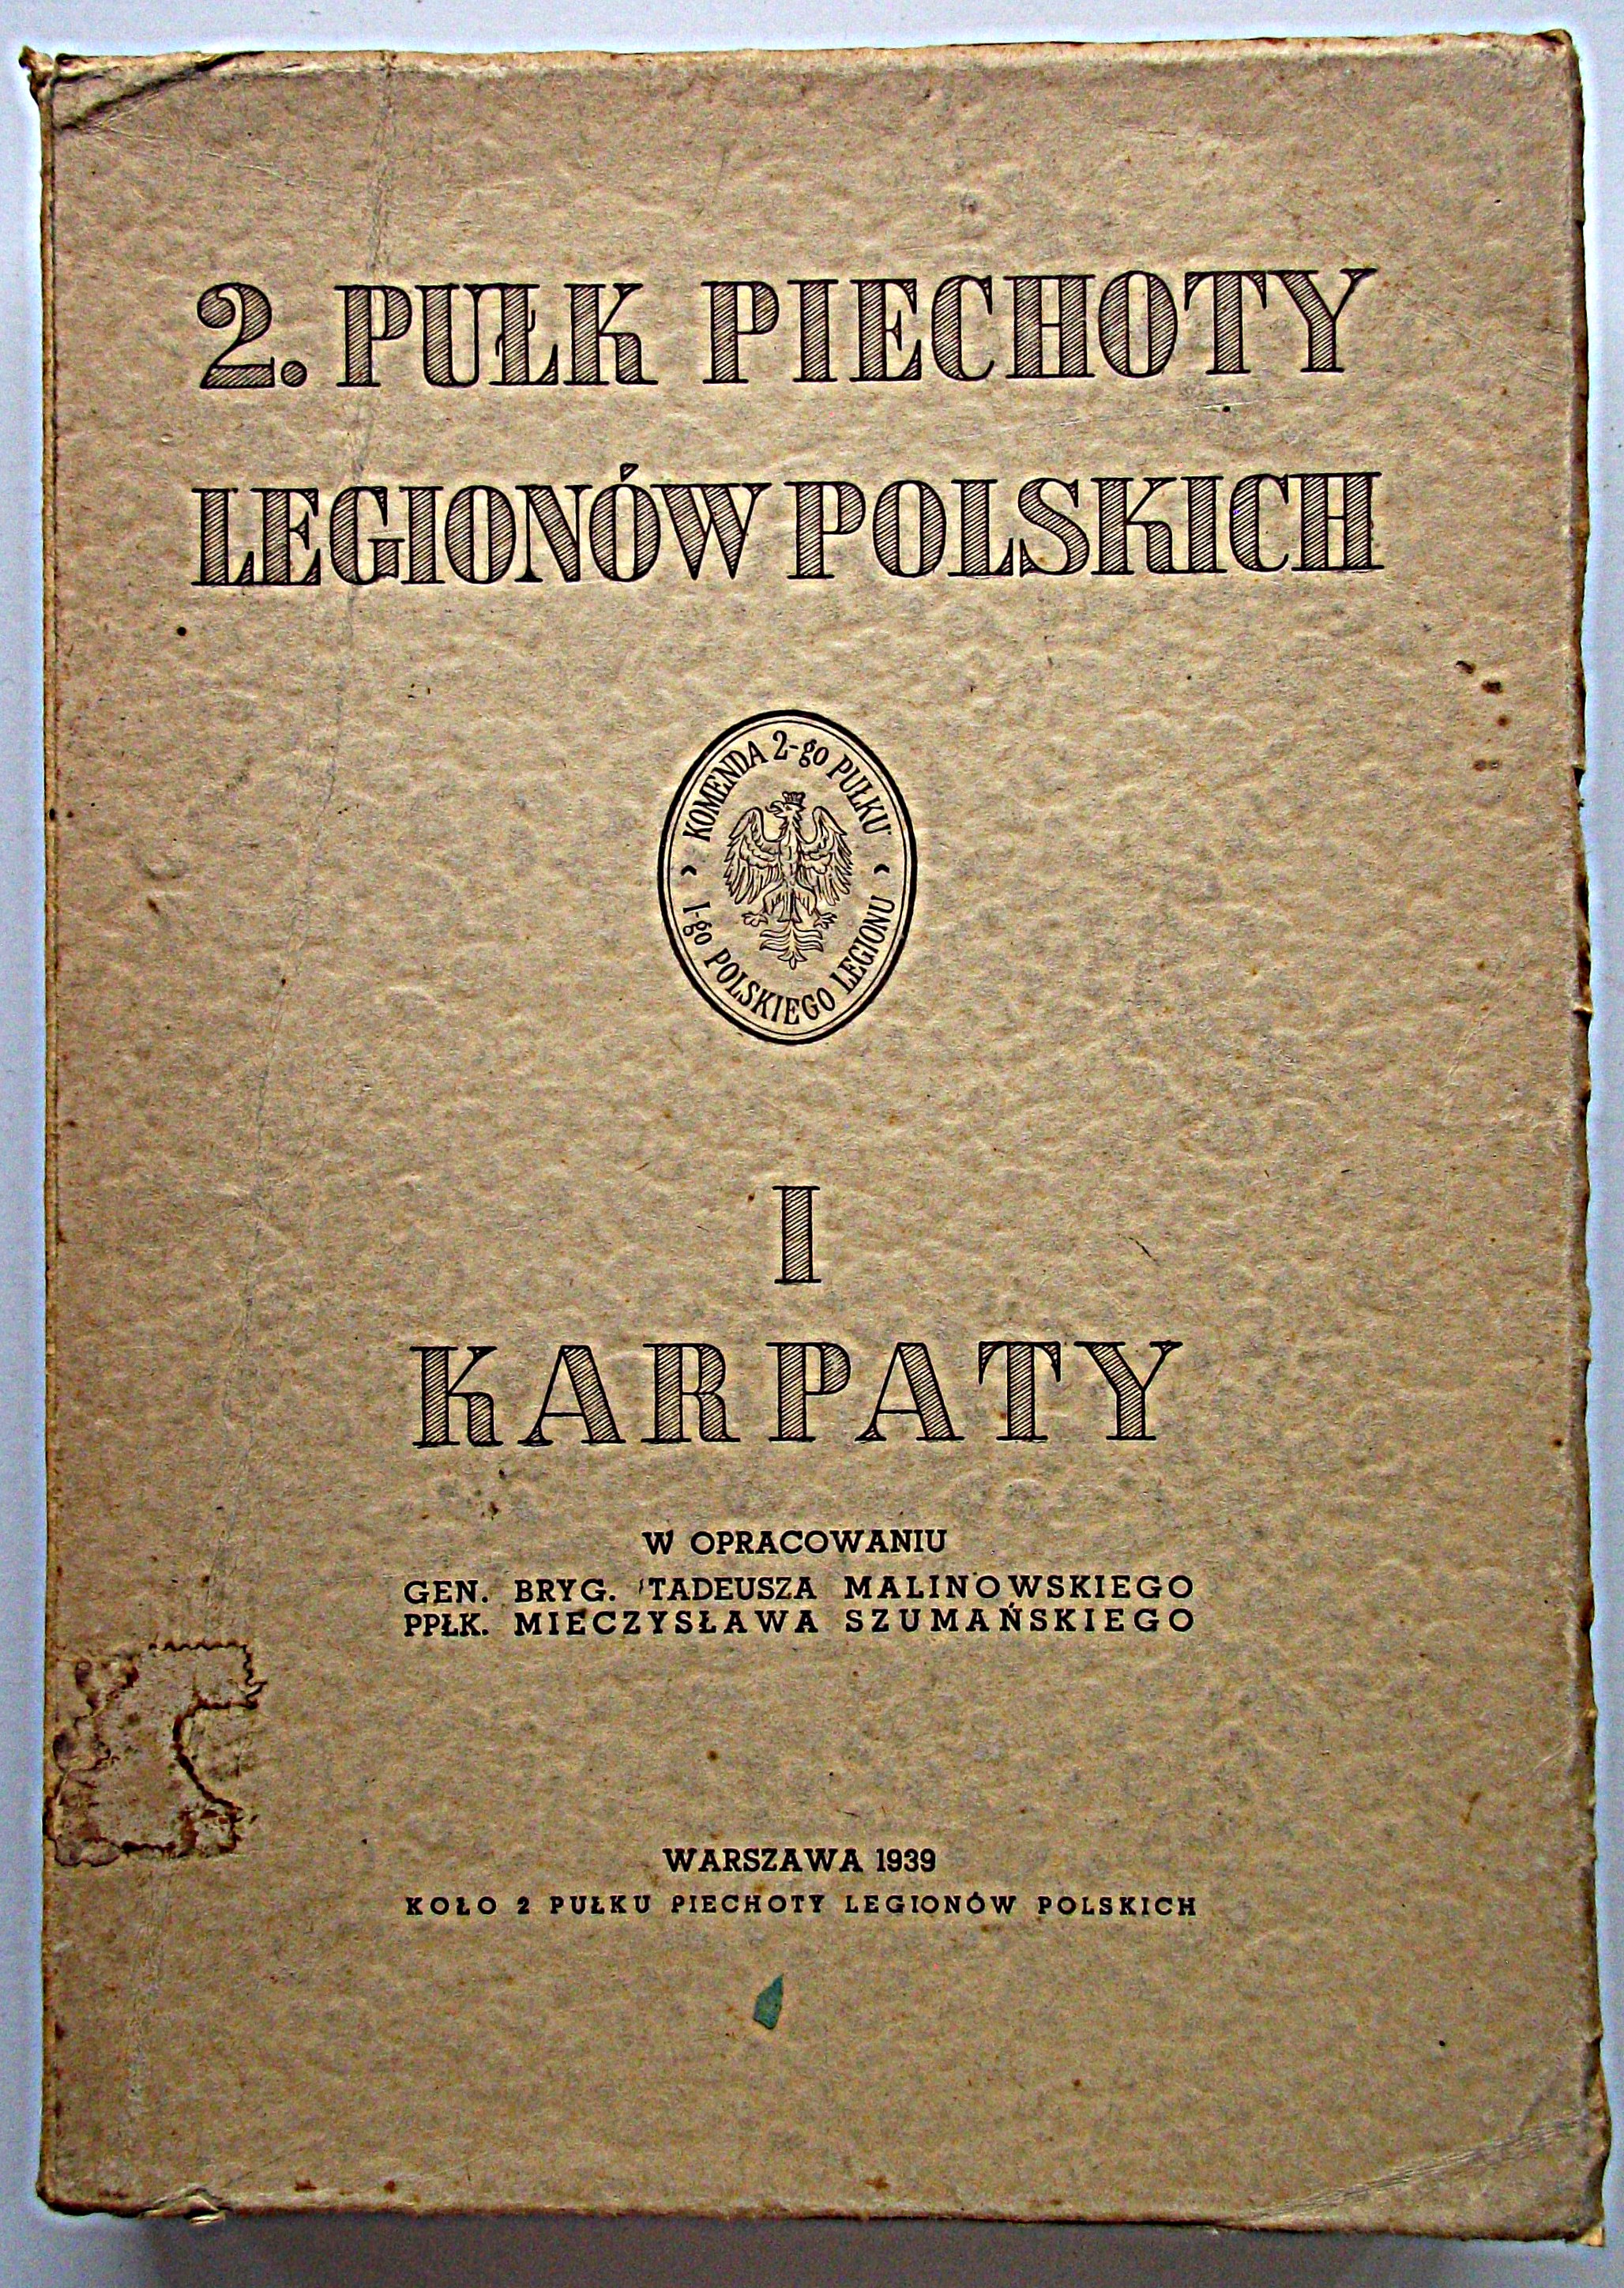 2. PUŁK PIECHOTY
LEGIONÓW POLSKICH
KOMENDA 2-go PUŁKU
I-go POLSKIEGO LEGIONU
I
KARPATY
W OPRACOWANIU
GEN. BRYG. TADEUSZA MALINOWSKIEGO
PPŁK. MIECZYSŁAWA SZUMAŃSKIEGO
WARSZAWA 1939
KOŁO 2 PUŁKU PIECHOTY LEGIONÓW POLSKICH